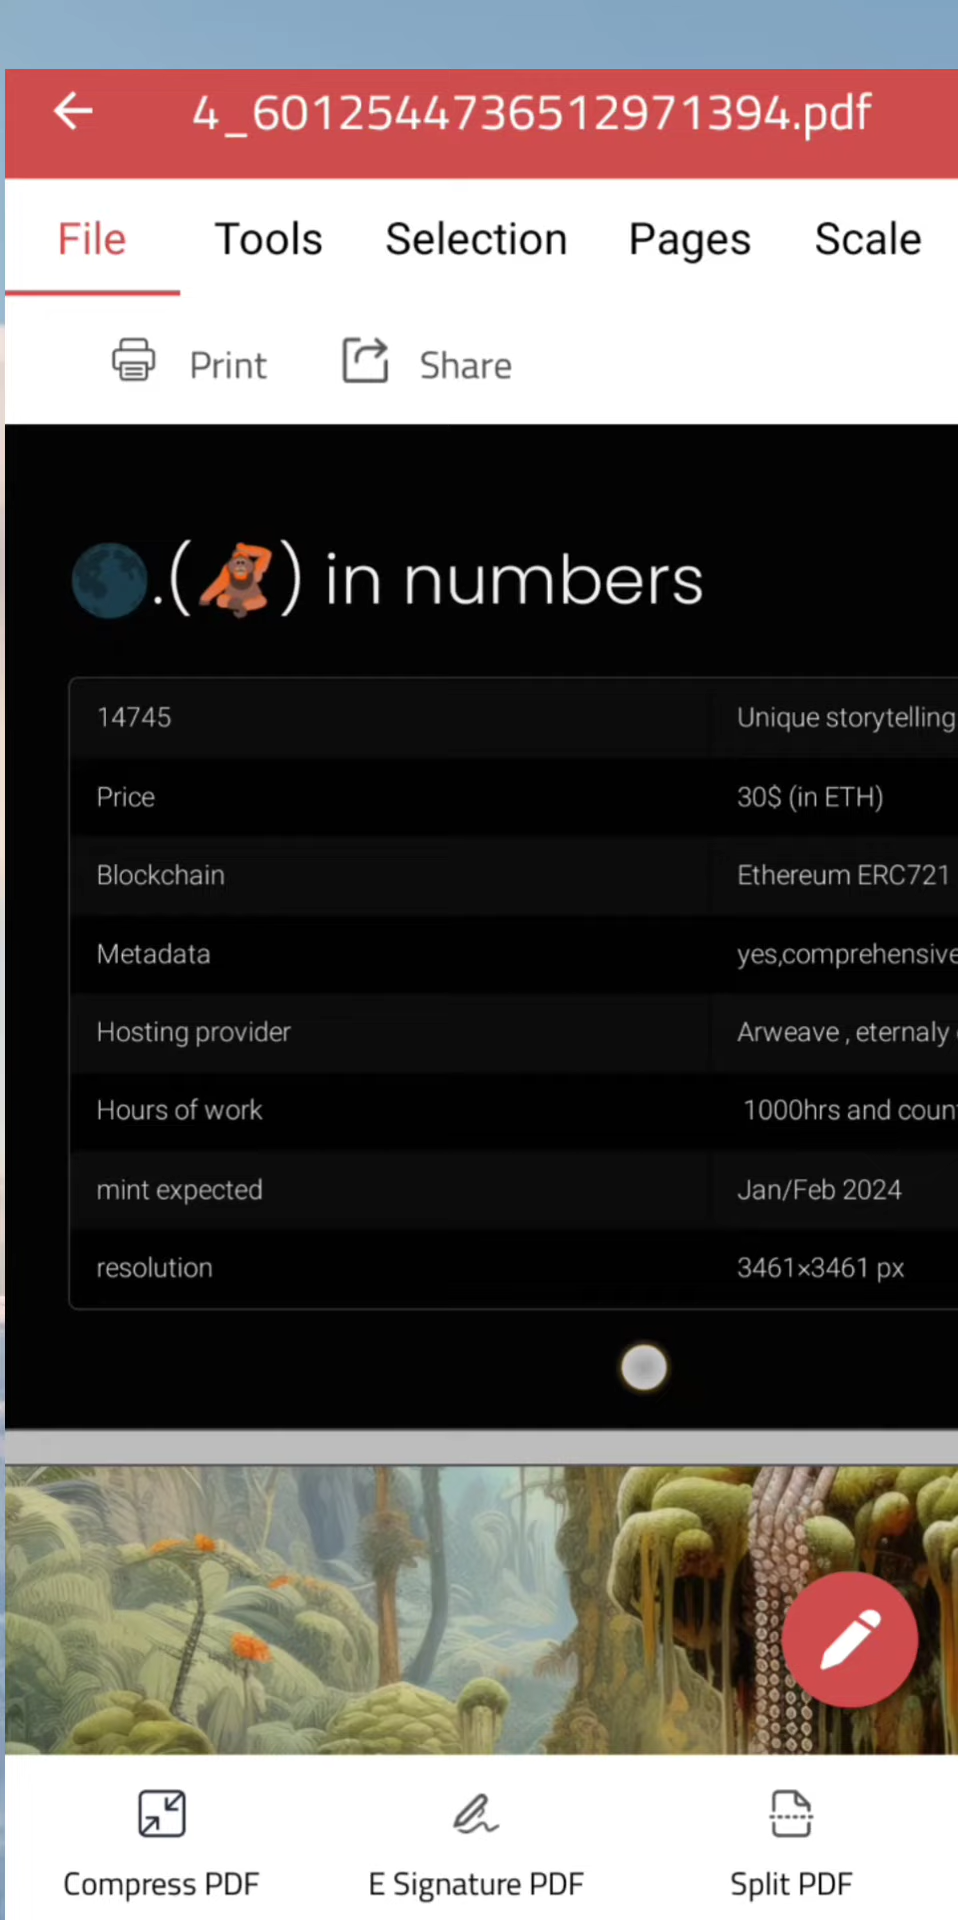 4_6012544736512971394.pdf
File Tools Selection Pages Scale
Print Share
🌑.(🦧) in numbers
14745 Unique storytelling
Price 30$ (in ETH)
Blockchain Ethereum ERC721
Metadata yes,comprehensive
Hosting provider Arweave , eternaly
Hours of work 1000hrs and coun
mint expected Jan/Feb 2024
resolution 3461×3461 px
Compress PDF E Signature PDF Split PDF